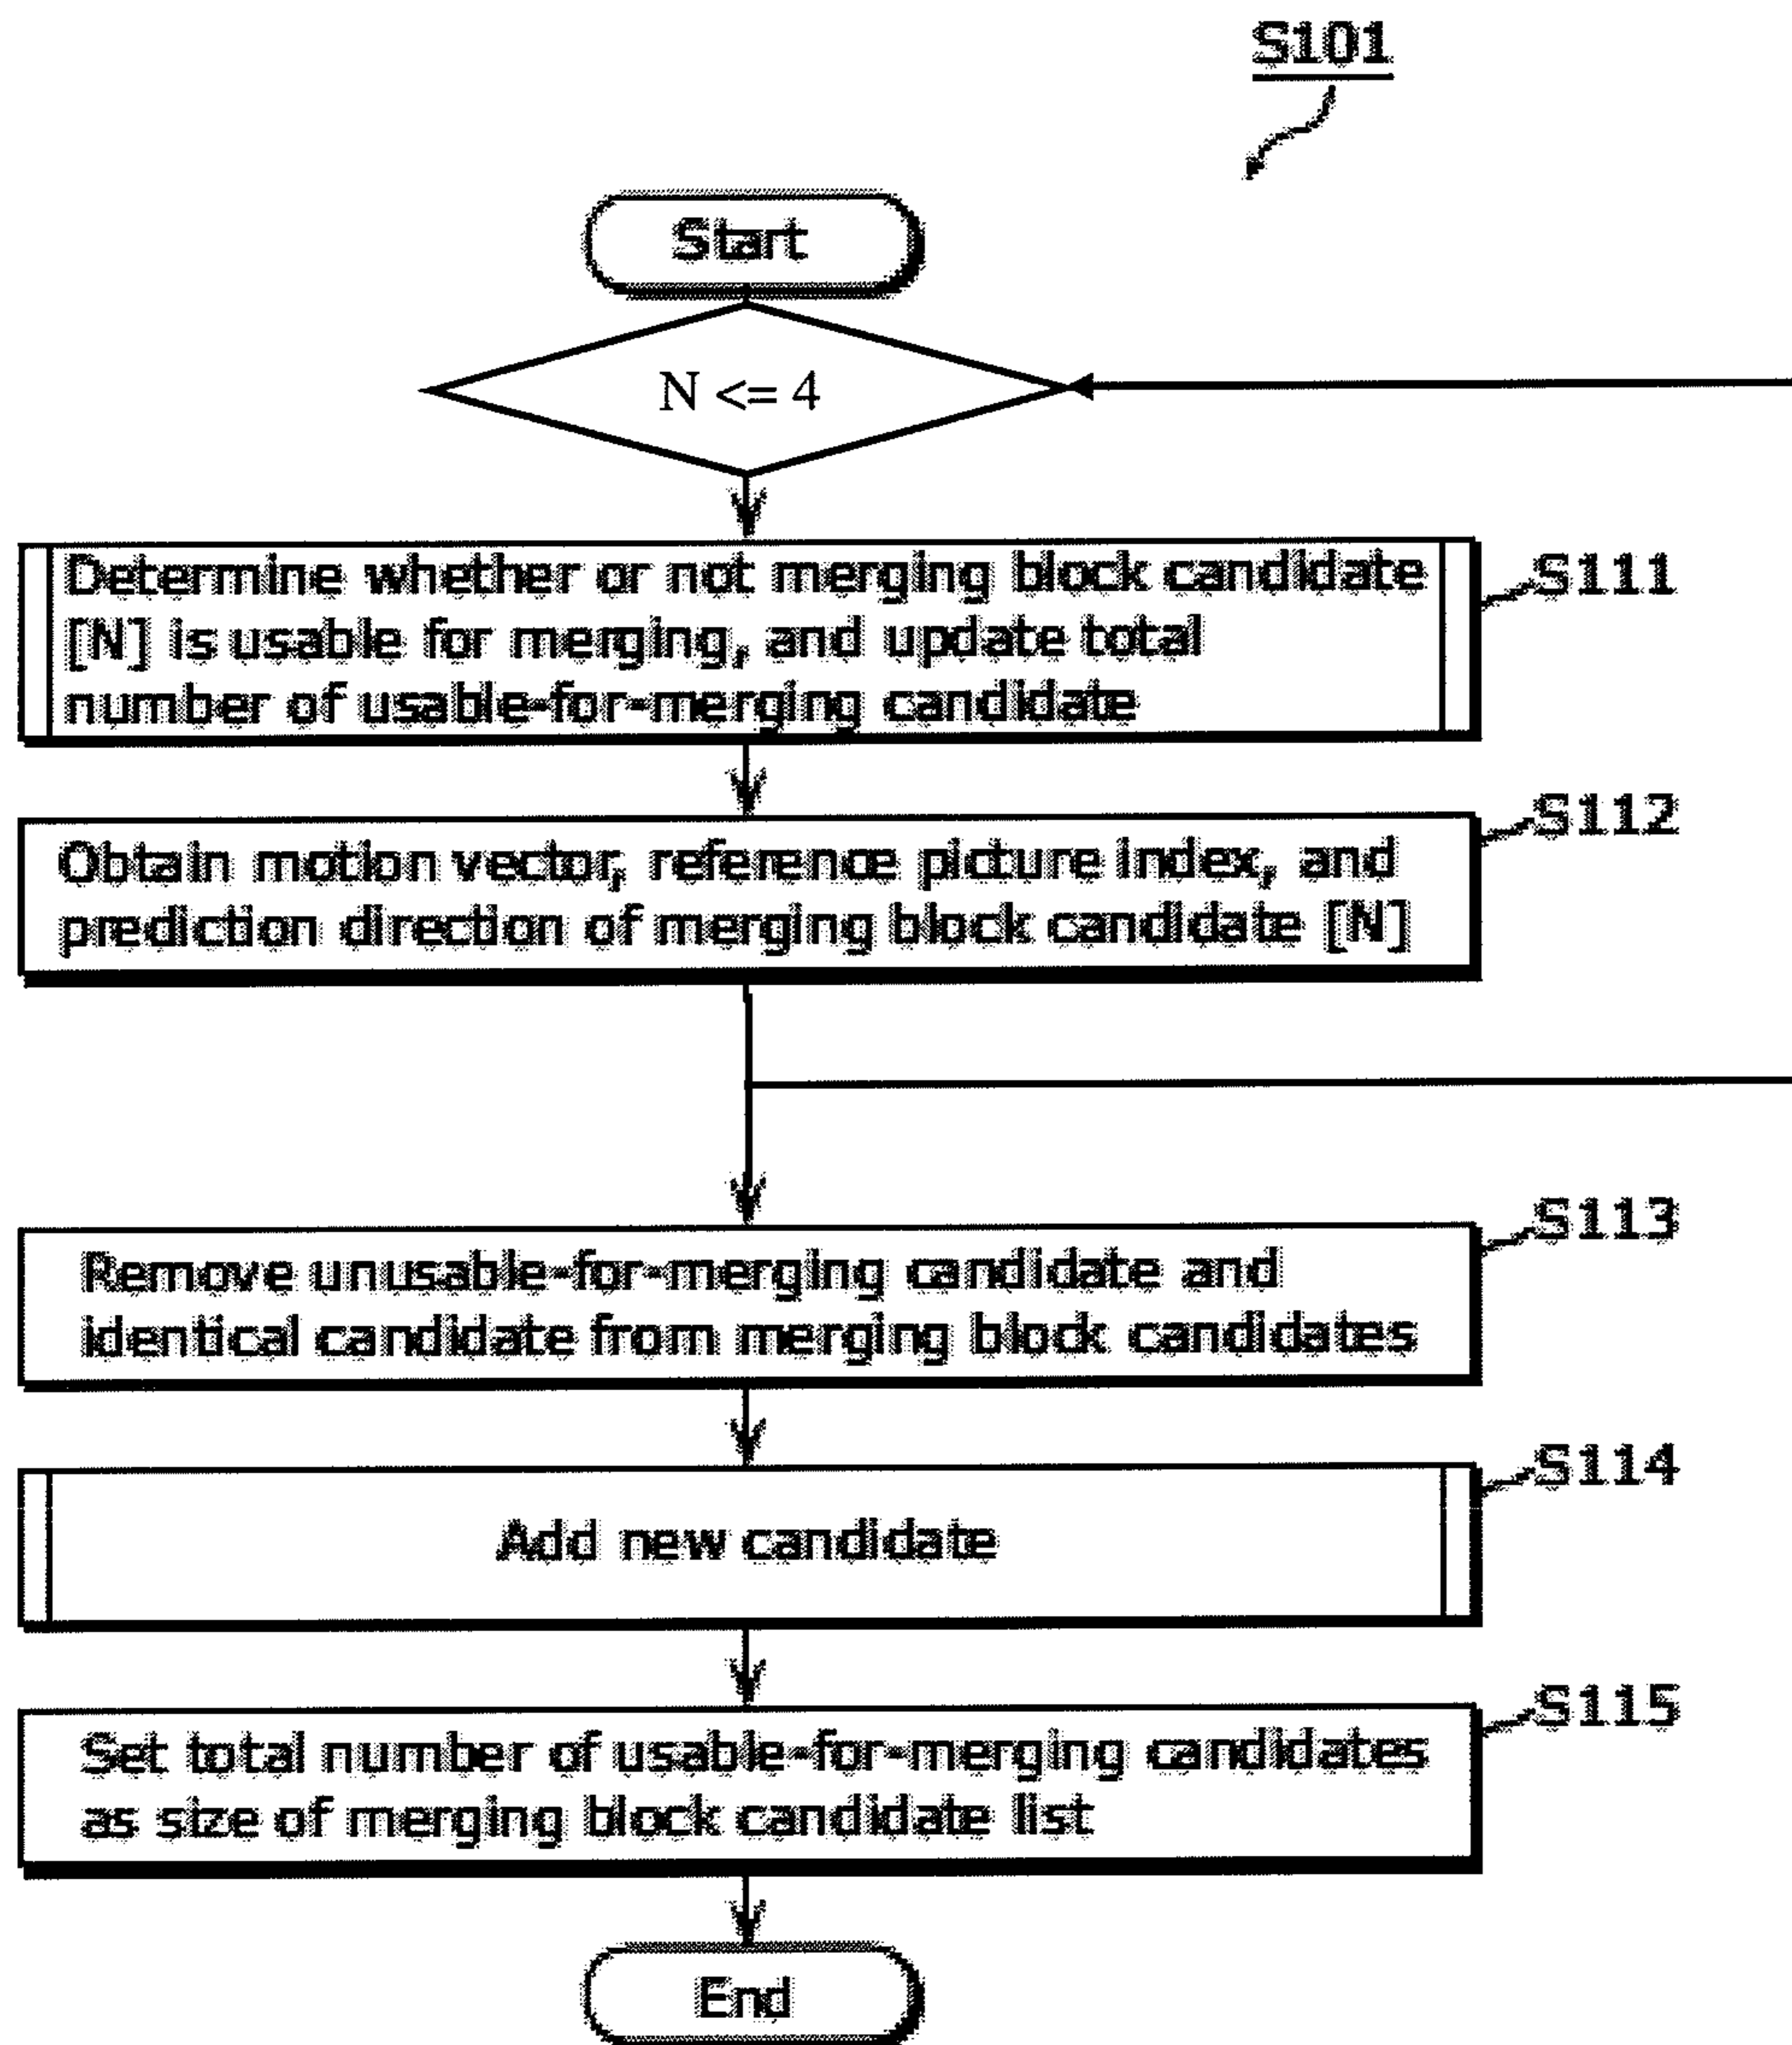 S101
Start
N <= 4
Determine whether or not merging block candidate
[N] is usable for merging, and update total
number of usable-for-merging candidate
S111
Obtain motion vector, reference picture index, and
prediction direction of merging block candidate [N]
S112
Remove unusable-for-merging candidate and
identical candidate from merging block candidates
S113
Add new candidate
S114
Set total number of usable-for-merging candidates
as size of merging block candidate list
S115
End